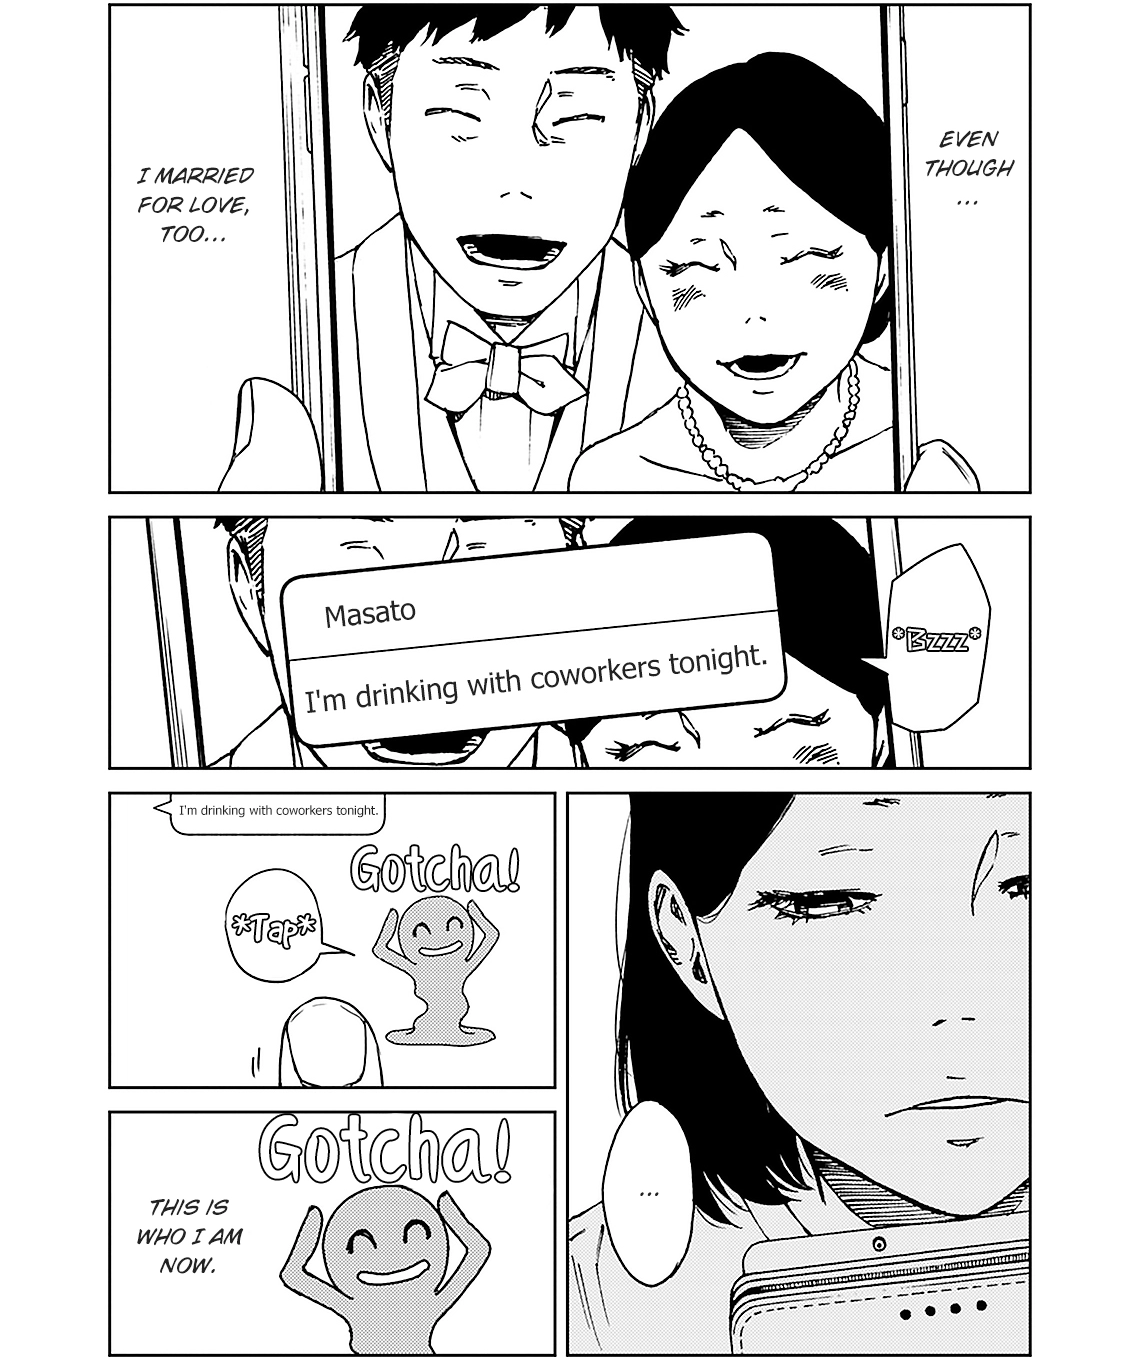 EVEN
THOUGH
...
I MARRIED
FOR LOVE,
TOO...
*Bzzz*
Masato
I'm drinking with coworkers tonight.
...
I'm drinking with coworkers tonight.
Gotcha!
*Tap*
Gotcha!
THIS IS
WHO I AM
NOW.